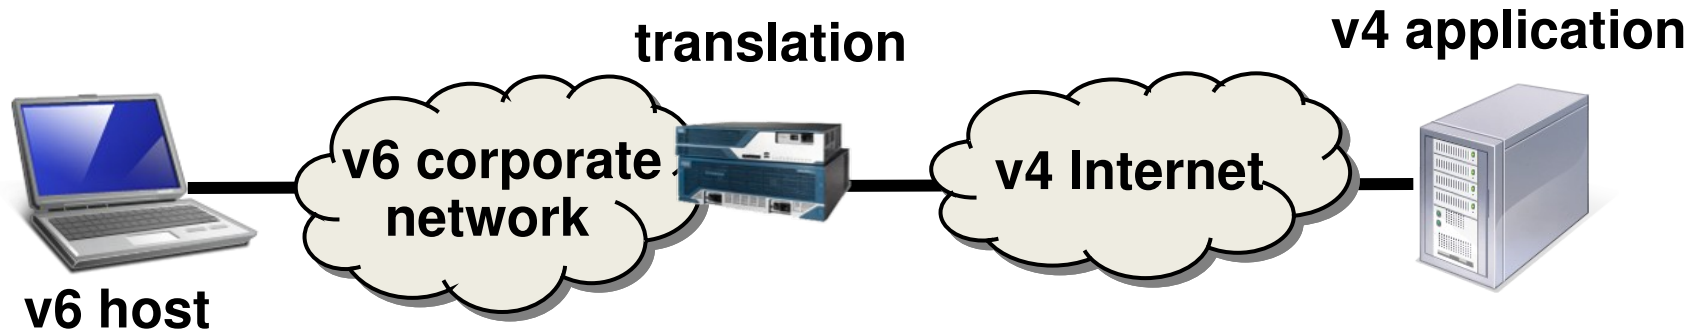 translation
v4 application
v6 corporate
network
v4 Internet
v6 host